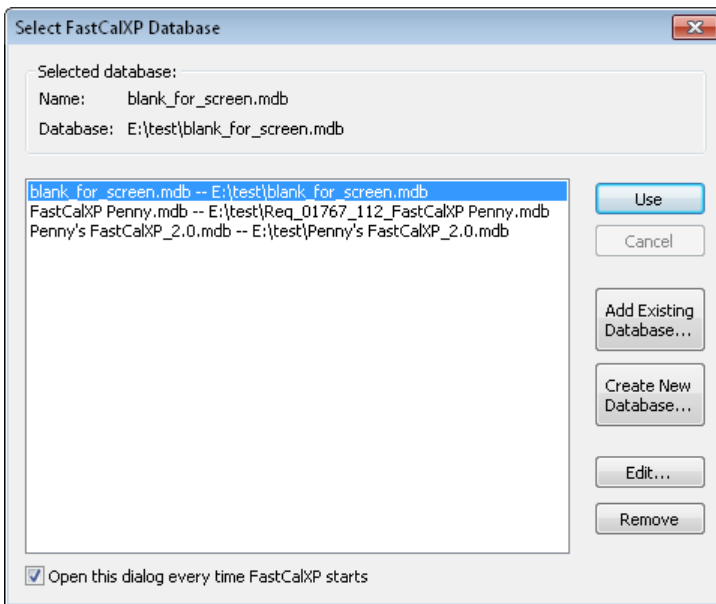 Select FastCalXP Database
Selected database:
Name: blank_for_screen.mdb
Database: E:\test\blank_for_screen.mdb
blank_for_screen.mdb -- E:\test\blank_for_screen.mdb
FastCalXP Penny.mdb -- E:\test\Req_01767_112_FastCalXP Penny.mdb
Penny's FastCalXP_2.0.mdb -- E:\test\Penny's FastCalXP_2.0.mdb
Use
Cancel
Add Existing
Database...
Create New
Database...
Edit...
Remove
Open this dialog every time FastCalXP starts